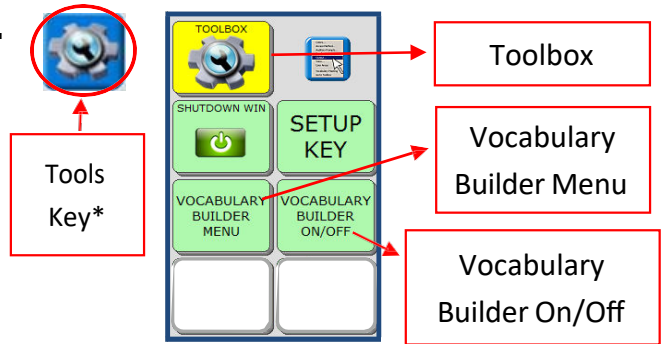 TOOLBOX
Toolbox
SHUTDOWN WIN
SETUP
KEY
Tools
Key*
VOCABULARY
BUILDER
MENU
VOCABULARY
BUILDER
ON/OFF
Vocabulary
Builder Menu
Vocabulary
Builder On/Off